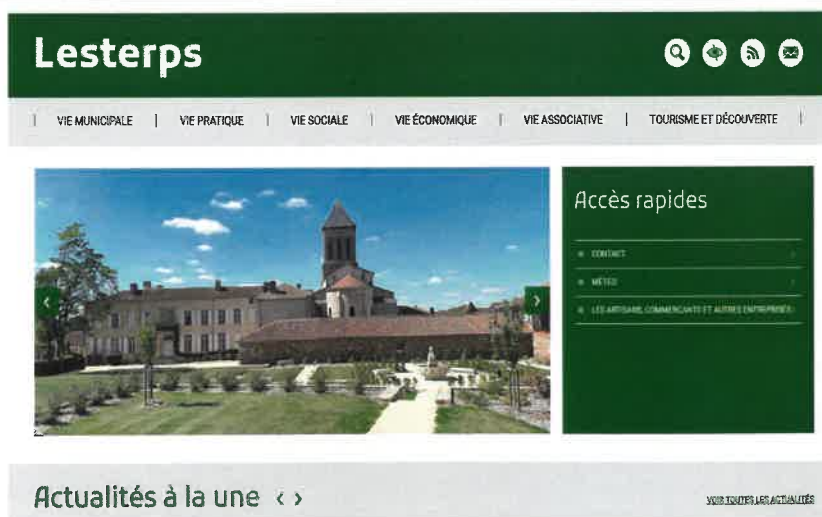 Lesterps
VIE MUNICIPALE | VIE PRATIQUE | VIE SOCIALE | VIE ÉCONOMIQUE | VIE ASSOCIATIVE | TOURISME ET DÉCOUVERTE
Accès rapides
CONTACT
MÉTÉO
LES ARTISANS, COMMERCANTS ET AUTRES ENTREPRISES
Actualités à la une
VOIR TOUTES LES ACTUALITÉS